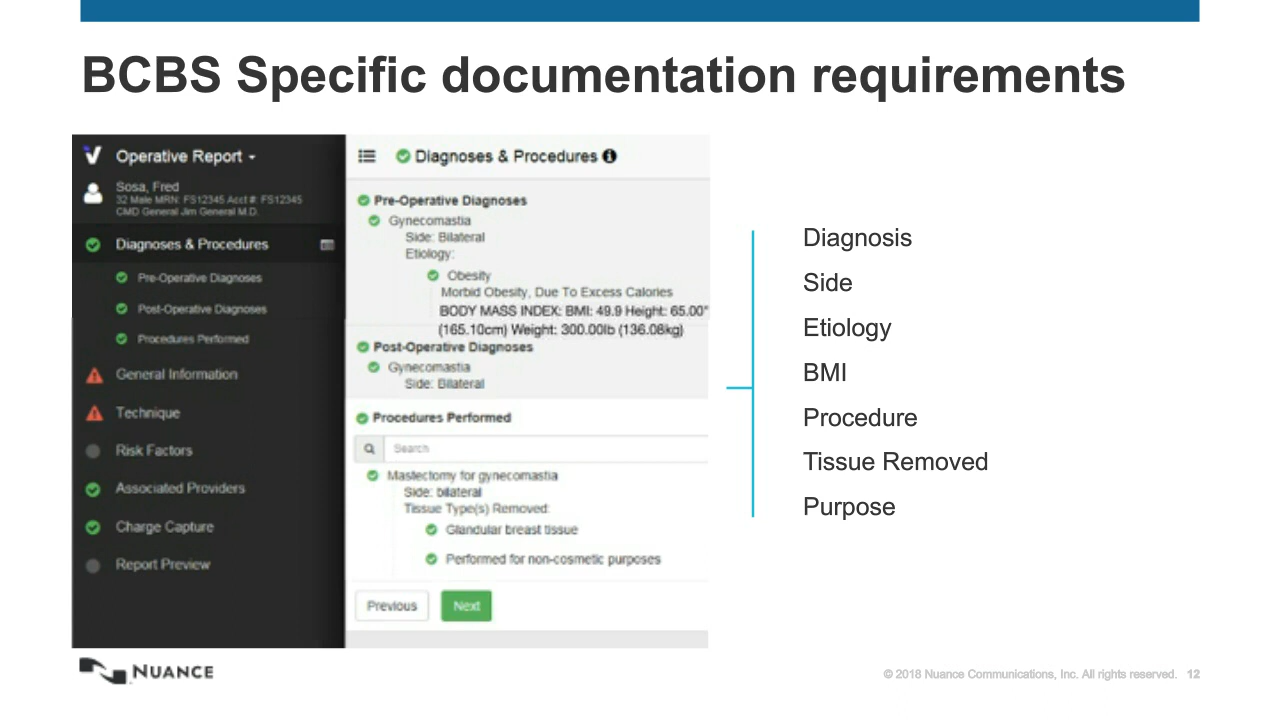 BCBS Specific documentation requirements
Operative Report
Sosa, Fred
32 Male MRN: FS12345 Acct #: FS12345
CMD General Jim General M.D.
Diagnoses & Procedures
Pre-Operative Diagnoses
Post-Operative Diagnoses
Procedures Performed
General Information
Technique
Risk Factors
Associated Providers
Charge Capture
Report Preview
Diagnoses & Procedures
Pre-Operative Diagnoses
Gynecomastia
Side: Bilateral
Etiology:
Obesity
Morbid Obesity, Due To Excess Calories
BODY MASS INDEX: BMI: 49.9 Height: 65.00"
(165.10cm) Weight: 300.00lb (136.08kg)
Post-Operative Diagnoses
Gynecomastia
Side: Bilateral
Procedures Performed
Search
Mastectomy for gynecomastia
Side: bilateral
Tissue Type(s) Removed:
Glandular breast tissue
Performed for non-cosmetic purposes
Previous
Next
Diagnosis
Side
Etiology
BMI
Procedure
Tissue Removed
Purpose
NUANCE
© 2018 Nuance Communications, Inc. All rights reserved. 12